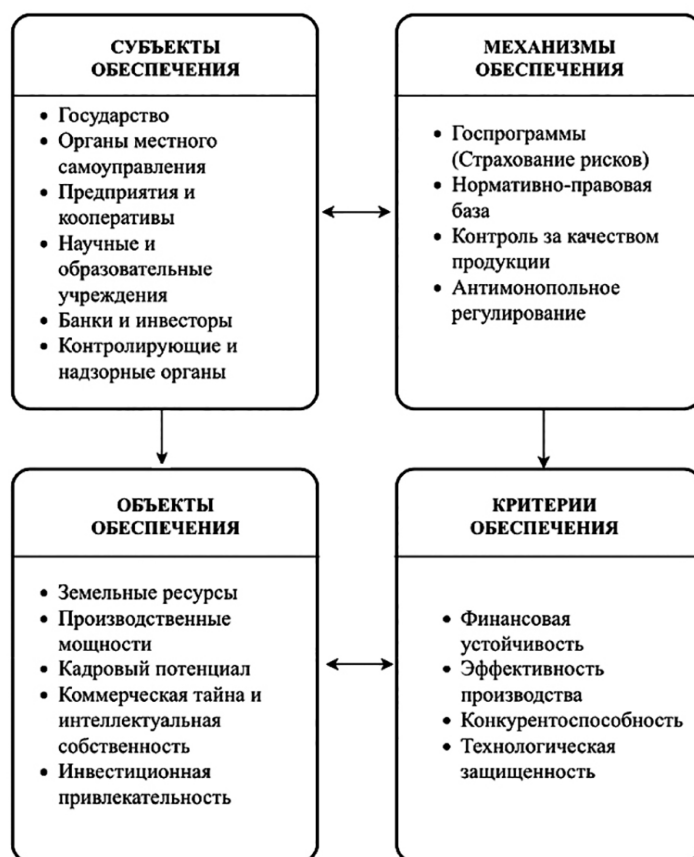 СУБЪЕКТЫ
ОБЕСПЕЧЕНИЯ
• Государство
• Органы местного
самоуправления
• Предприятия и
кооперативы
• Научные и
образовательные
учреждения
• Банки и инвесторы
• Контролирующие и
надзорные органы
МЕХАНИЗМЫ
ОБЕСПЕЧЕНИЯ
• Госпрограммы
(Страхование рисков)
• Нормативно-правовая
база
• Контроль за качеством
продукции
• Антимонопольное
регулирование
ОБЪЕКТЫ
ОБЕСПЕЧЕНИЯ
• Земельные ресурсы
• Производственные
мощности
• Кадровый потенциал
• Коммерческая тайна и
интеллектуальная
собственность
• Инвестиционная
привлекательность
КРИТЕРИИ
ОБЕСПЕЧЕНИЯ
• Финансовая
устойчивость
• Эффективность
производства
• Конкурентоспособность
• Технологическая
защищенность